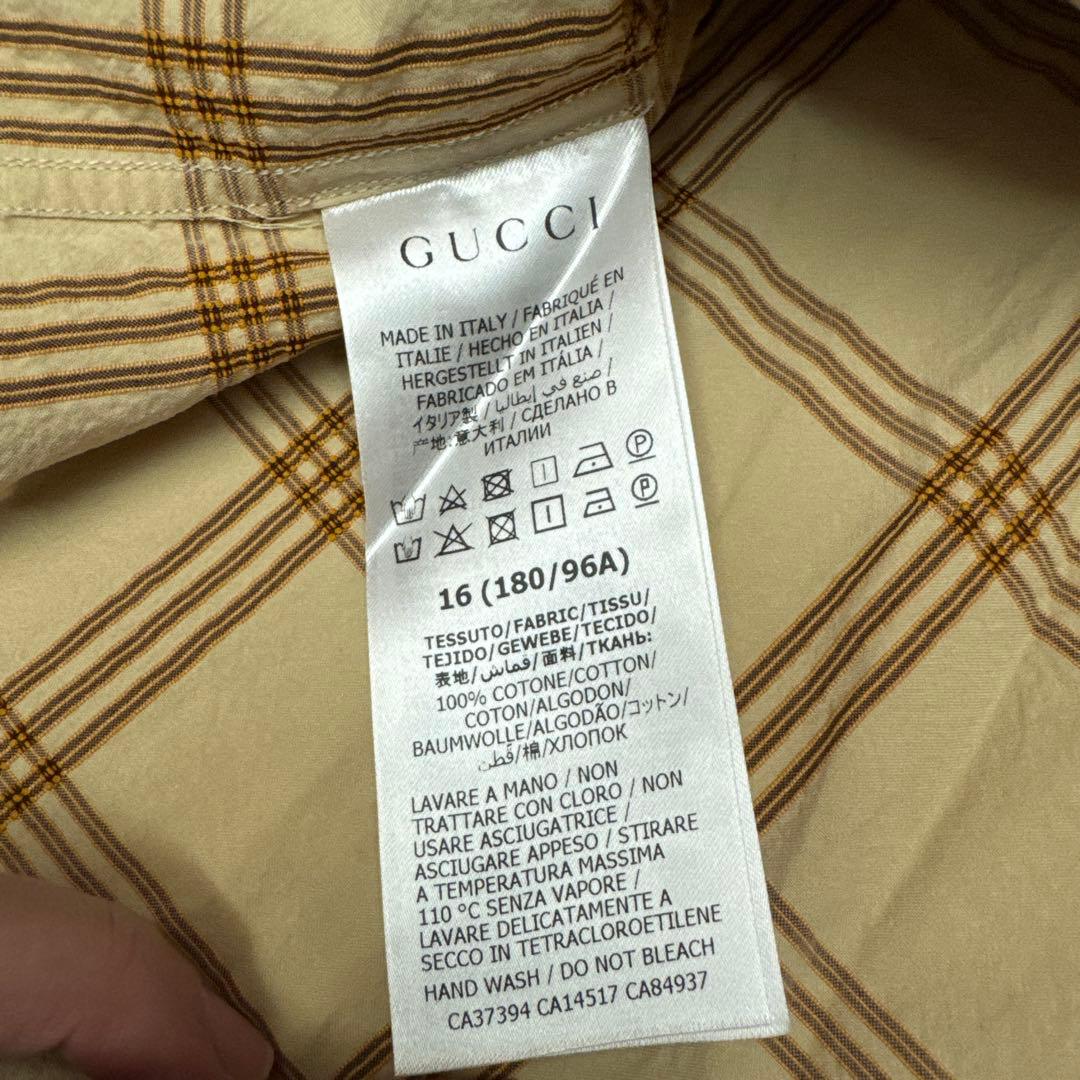 GUCCI
MADE IN ITALY / FABRIQUÉ EN
ITALIE / HECHO EN ITALIA /
HERGESTELLT IN ITALIEN /
FABRICADO EM ITÁLIA /
イタリア製 / صنع في إيطاليا /
产地:意大利 / СДЕЛАНО В
ИТАЛИИ
P
P
16 (180/96A)
TESSUTO/FABRIC/TISSU/
TEJIDO/GEWEBE/TECIDO/
表地/قماش/面料/ТКАНЬ:
100% COTONE/COTTON/
COTON/ALGODON/
BAUMWOLLE/ALGODÃO/コットン/
قطن/棉/ХЛОПОК
LAVARE A MANO / NON
TRATTARE CON CLORO / NON
USARE ASCIUGATRICE /
ASCIUGARE APPESO / STIRARE
A TEMPERATURA MASSIMA
110 °C SENZA VAPORE /
LAVARE DELICATAMENTE A
SECCO IN TETRACLOROETILENE
HAND WASH / DO NOT BLEACH
CA37394 CA14517 CA84937